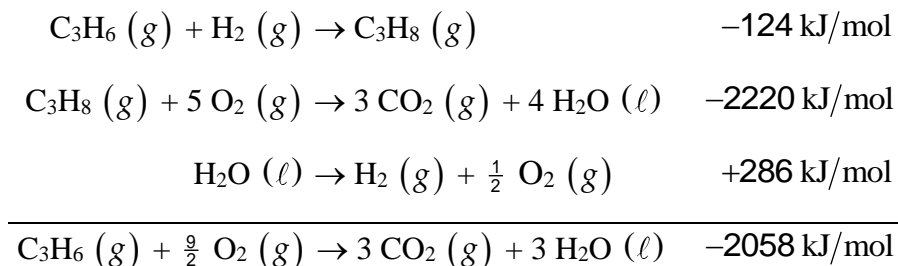 C₃H₆ (g) + H₂ (g) → C₃H₈ (g) −124 kJ/mol
C₃H₈ (g) + 5 O₂ (g) → 3 CO₂ (g) + 4 H₂O (ℓ) −2220 kJ/mol
H₂O (ℓ) → H₂ (g) + ½ O₂ (g) +286 kJ/mol
C₃H₆ (g) + 9/2 O₂ (g) → 3 CO₂ (g) + 3 H₂O (ℓ) −2058 kJ/mol